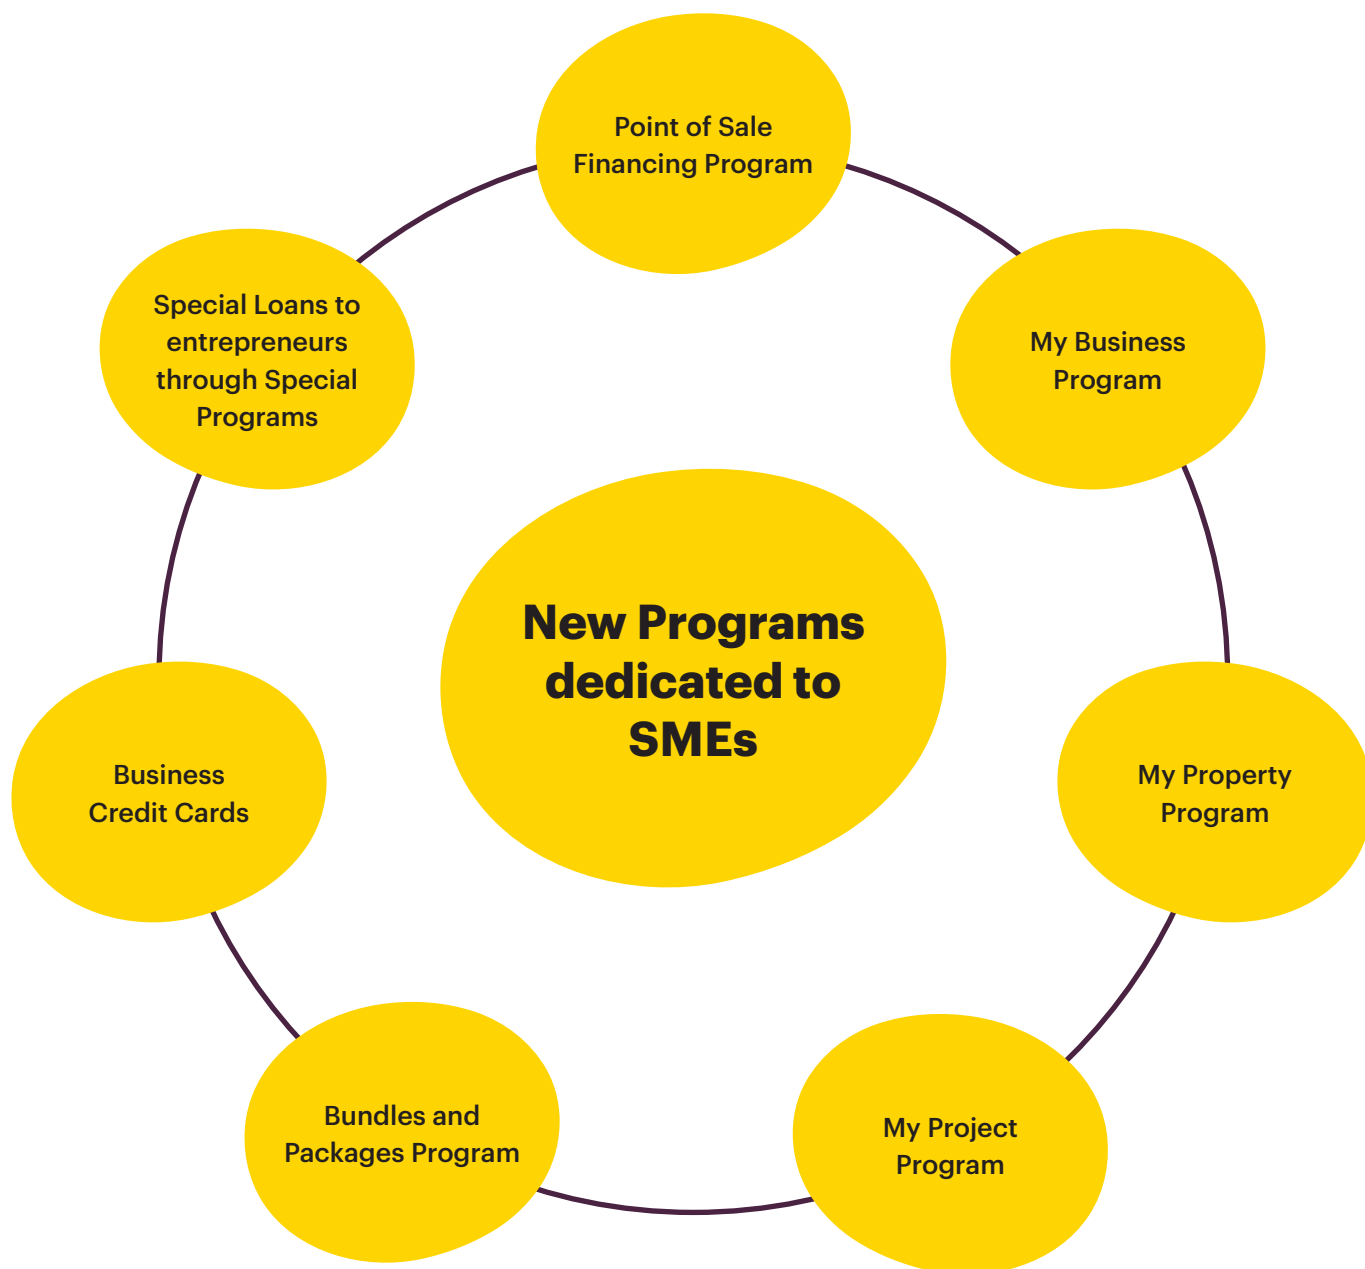 Point of Sale
Financing Program
Special Loans to
entrepreneurs
through Special
Programs
My Business
Program
New Programs
dedicated to
SMEs
Business
Credit Cards
My Property
Program
Bundles and
Packages Program
My Project
Program